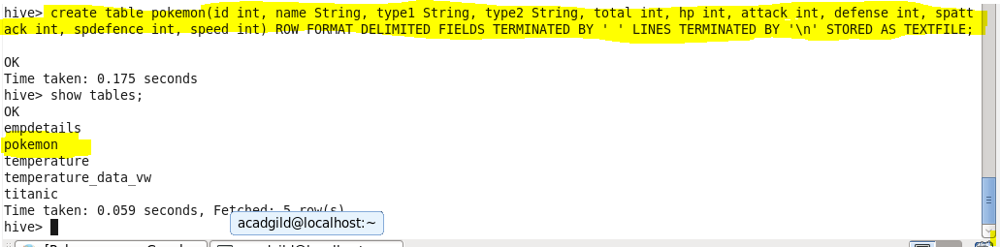 hive> create table pokemon(id int, name String, type1 String, type2 String, total int, hp int, attack int, defense int, spatt
ack int, spdefence int, speed int) ROW FORMAT DELIMITED FIELDS TERMINATED BY ' ' LINES TERMINATED BY '\n' STORED AS TEXTFILE;
OK
Time taken: 0.175 seconds
hive> show tables;
OK
empdetails
pokemon
temperature
temperature_data_vw
titanic
Time taken: 0.059 seconds, Fetched: 5 row(s)
hive>
acadgild@localhost:~